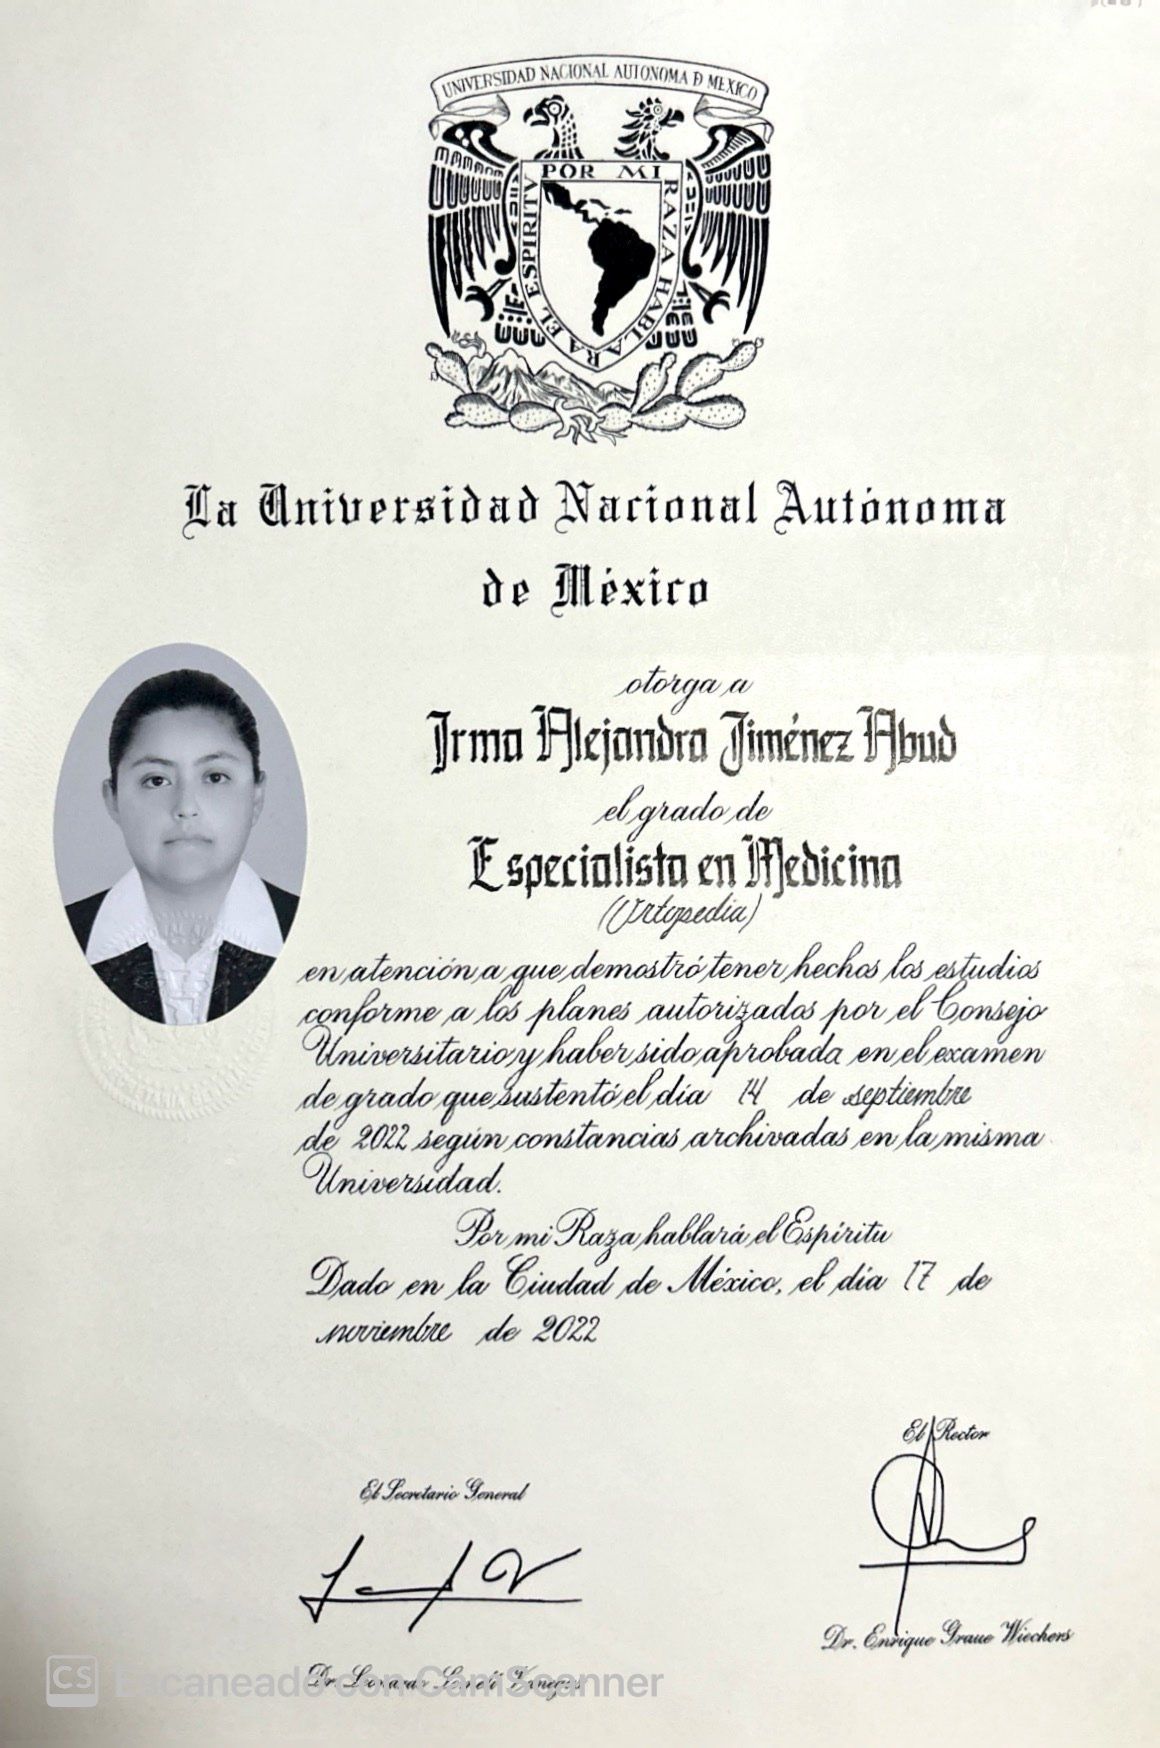 UNIVERSIDAD NACIONAL AUTONOMA D MEXICO
POR MI RAZA HABLARA EL ESPIRITU
La Universidad Nacional Autónoma
de México
otorga a
Irma Alejandra Jiménez Abud
el grado de
Especialista en Medicina
(Ortopedia)
en atención a que demostró tener hechos los estudios
conforme a los planes autorizados por el Consejo
Universitario y haber sido aprobada en el examen
de grado que sustentó el día 14 de septiembre
de 2022 según constancias archivadas en la misma
Universidad.
Por mi Raza hablará el Espíritu
Dado en la Ciudad de México, el día 17 de
noviembre de 2022
El Rector
El Secretario General
Dr. Enrique Graue Wiechers
Dr. Leonardo Lomelí Vanegas
CS Escaneado con CamScanner